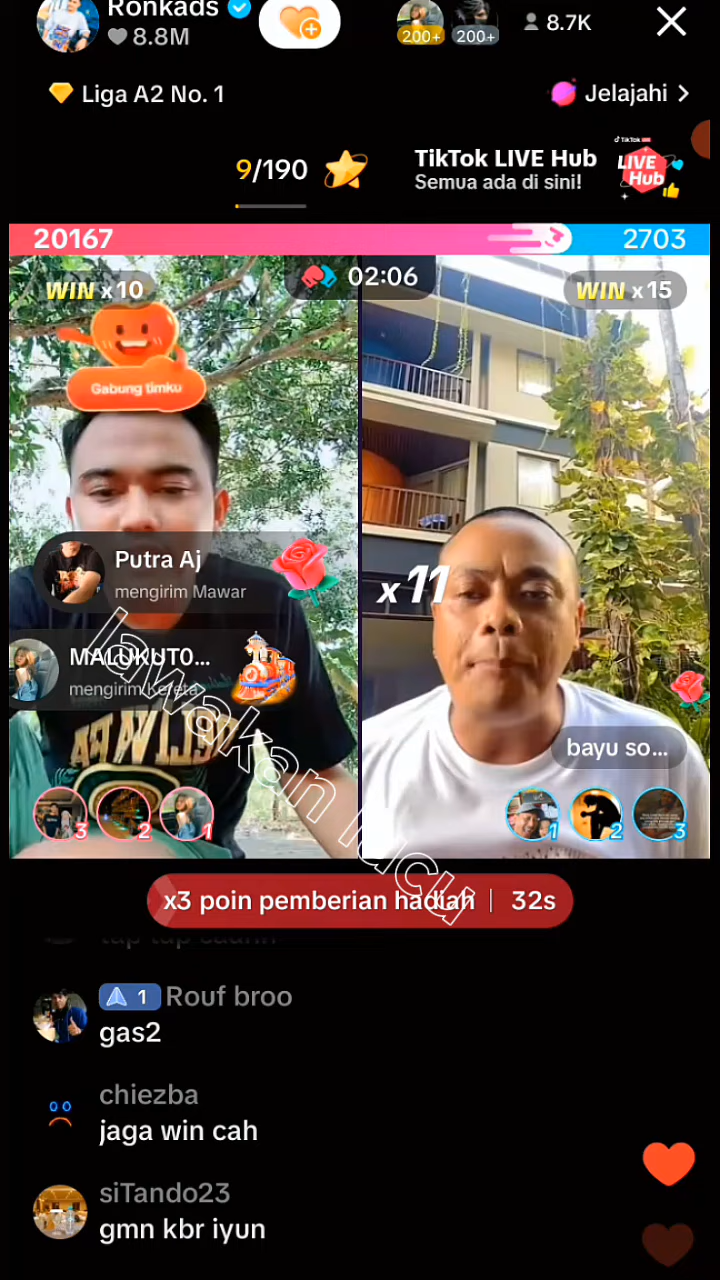 Ronkads
8.8M
200+
200+
8.7K
Liga A2 No. 1
Jelajahi >
9/190
TikTok LIVE Hub
Semua ada di sini!
TikTok LIVE
LIVE
Hub
20167
2703
WIN x10
02:06
WIN x15
Gabung timku
Putra Aj
mengirim Mawar
x11
MALUKUT0...
mengirim Kereta
lawakan lucu
bayu so...
3
2
1
1
2
3
x3 poin pemberian hadiah | 32s
1 Rouf broo
gas2
chiezba
jaga win cah
siTando23
gmn kbr iyun